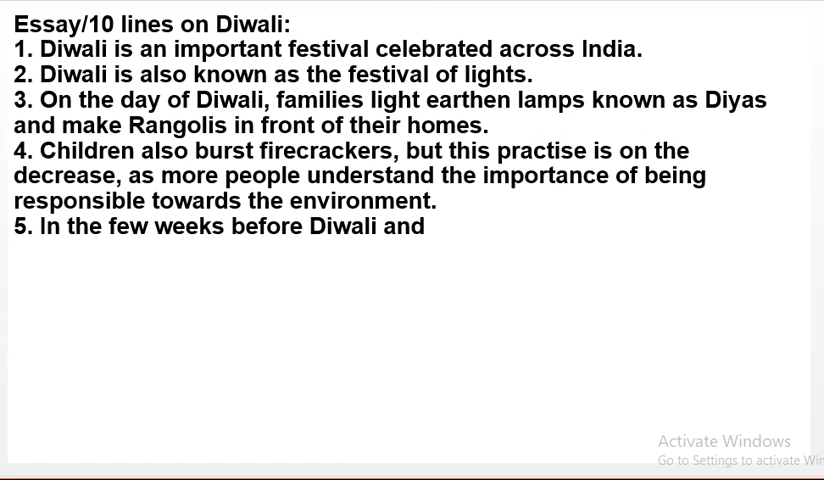 Essay/10 lines on Diwali:
1. Diwali is an important festival celebrated across India.
2. Diwali is also known as the festival of lights.
3. On the day of Diwali, families light earthen lamps known as Diyas
and make Rangolis in front of their homes.
4. Children also burst firecrackers, but this practise is on the
decrease, as more people understand the importance of being
responsible towards the environment.
5. In the few weeks before Diwali and
Activate Windows
Go to Settings to activate Win